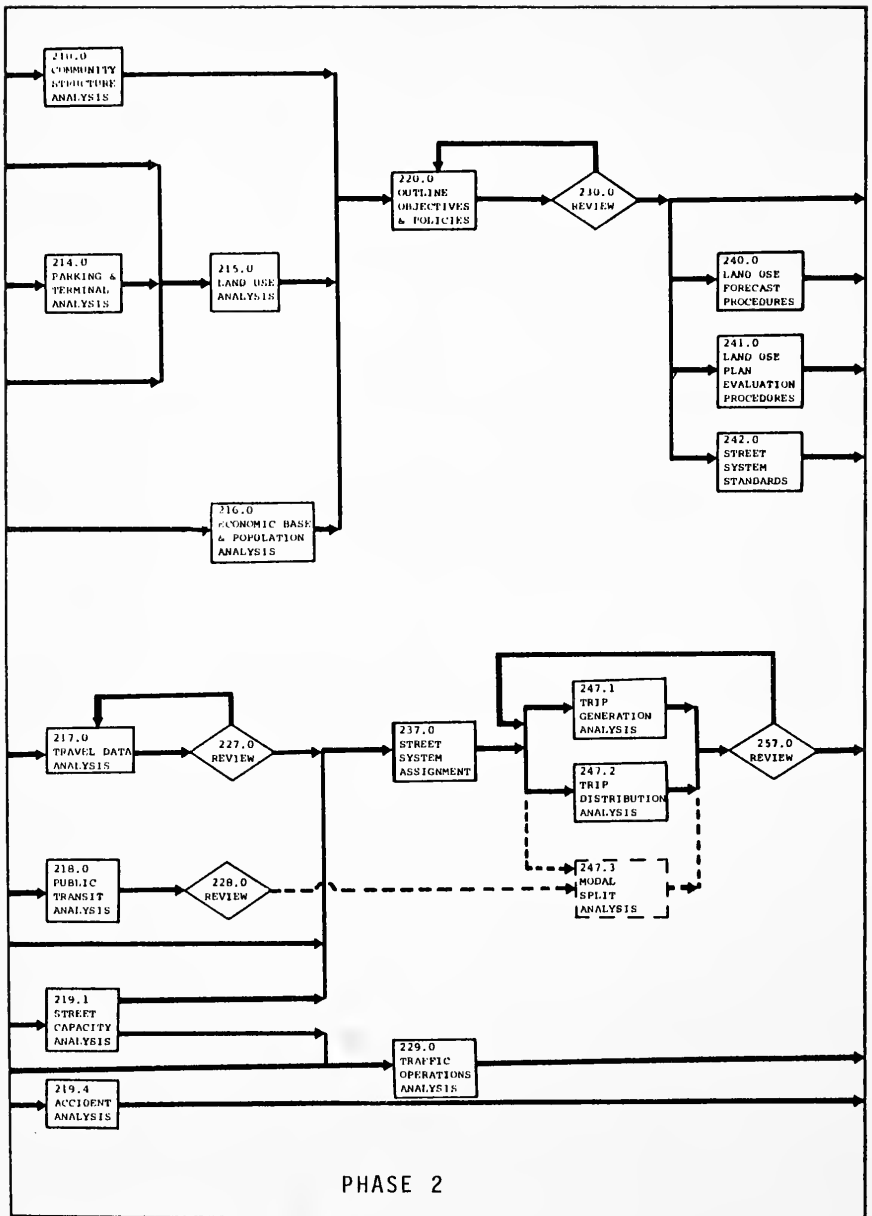 210.0
COMMUNITY
STRUCTURE
ANALYSIS
220.0
OUTLINE
OBJECTIVES
& POLICIES
230.0
REVIEW
214.0
PARKING &
TERMINAL
ANALYSIS
215.0
LAND USE
ANALYSIS
240.0
LAND USE
FORECAST
PROCEDURES
241.0
LAND USE
PLAN
EVALUATION
PROCEDURES
242.0
STREET
SYSTEM
STANDARDS
216.0
ECONOMIC BASE
& POPULATION
ANALYSIS
217.0
TRAVEL DATA
ANALYSIS
227.0
REVIEW
237.0
STREET
SYSTEM
ASSIGNMENT
247.1
TRIP
GENERATION
ANALYSIS
247.2
TRIP
DISTRIBUTION
ANALYSIS
257.0
REVIEW
218.0
PUBLIC
TRANSIT
ANALYSIS
228.0
REVIEW
247.3
MODAL
SPLIT
ANALYSIS
219.1
STREET
CAPACITY
ANALYSIS
229.0
TRAFFIC
OPERATIONS
ANALYSIS
219.4
ACCIDENT
ANALYSIS
PHASE 2